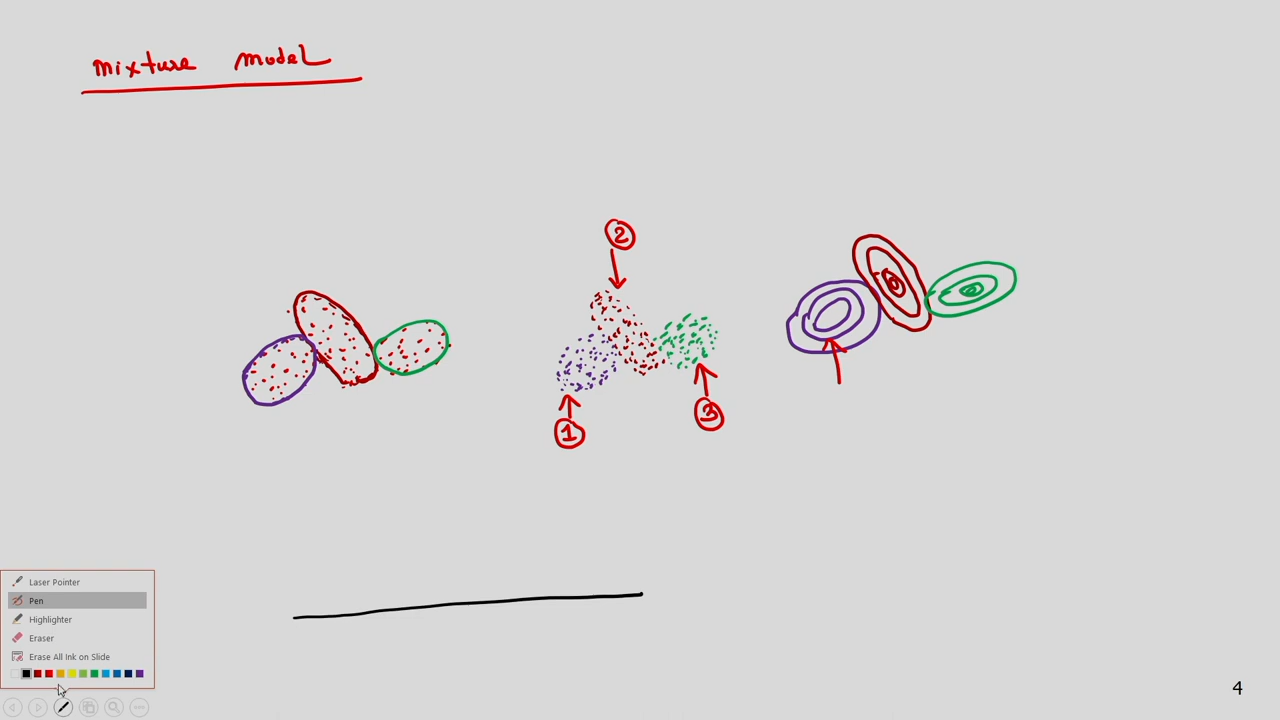 mixture model
2
1
3
Laser Pointer
Pen
Highlighter
Eraser
Erase All Ink on Slide
4